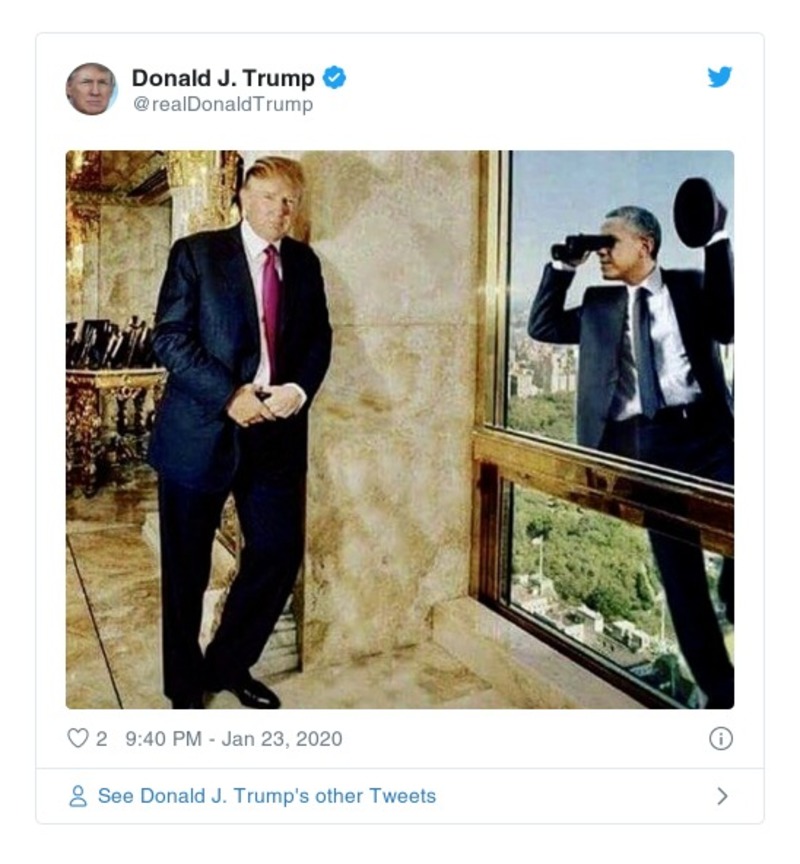 Donald J. Trump
@realDonaldTrump
2 9:40 PM - Jan 23, 2020
See Donald J. Trump's other Tweets